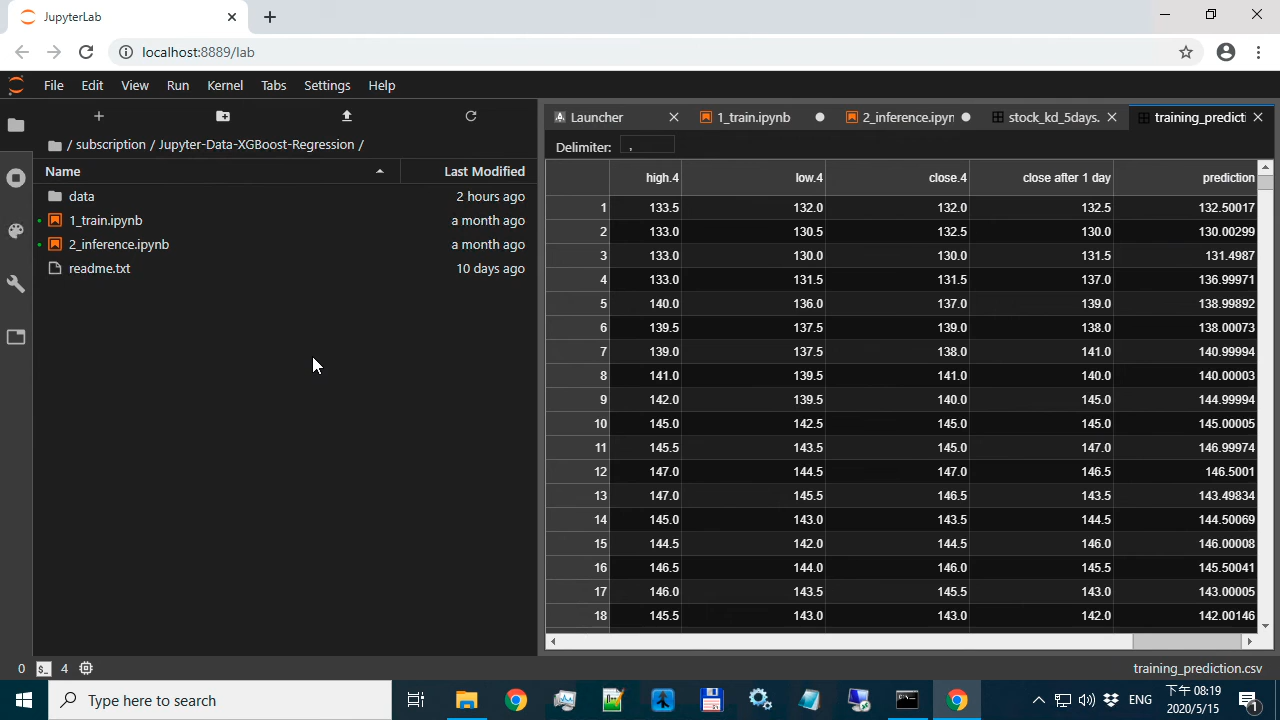 JupyterLab
localhost:8889/lab
File Edit View Run Kernel Tabs Settings Help
Launcher 1_train.ipynb 2_inference.ipyn stock_kd_5days. training_predicti
/ subscription / Jupyter-Data-XGBoost-Regression /
Delimiter: ,
Name Last Modified
data 2 hours ago
1_train.ipynb a month ago
2_inference.ipynb a month ago
readme.txt 10 days ago
high.4 low.4 close.4 close after 1 day prediction
1 133.5 132.0 132.0 132.5 132.50017
2 133.0 130.5 132.5 130.0 130.00299
3 133.0 130.0 130.0 131.5 131.4987
4 133.0 131.5 131.5 137.0 136.99971
5 140.0 136.0 137.0 139.0 138.99892
6 139.5 137.5 139.0 138.0 138.00073
7 139.0 137.5 138.0 141.0 140.99994
8 141.0 139.5 141.0 140.0 140.00003
9 142.0 139.5 140.0 145.0 144.99994
10 145.0 142.5 145.0 145.0 145.00005
11 145.5 143.5 145.0 147.0 146.99974
12 147.0 144.5 147.0 146.5 146.5001
13 147.0 145.5 146.5 143.5 143.49834
14 145.0 143.0 143.5 144.5 144.50069
15 144.5 142.0 144.5 146.0 146.00008
16 146.5 144.0 146.0 145.5 145.50041
17 146.0 143.5 145.5 143.0 143.00005
18 145.5 143.0 143.0 142.0 142.00146
0 $_ 4 training_prediction.csv
Type here to search
ENG
下午 08:19
2020/5/15
1